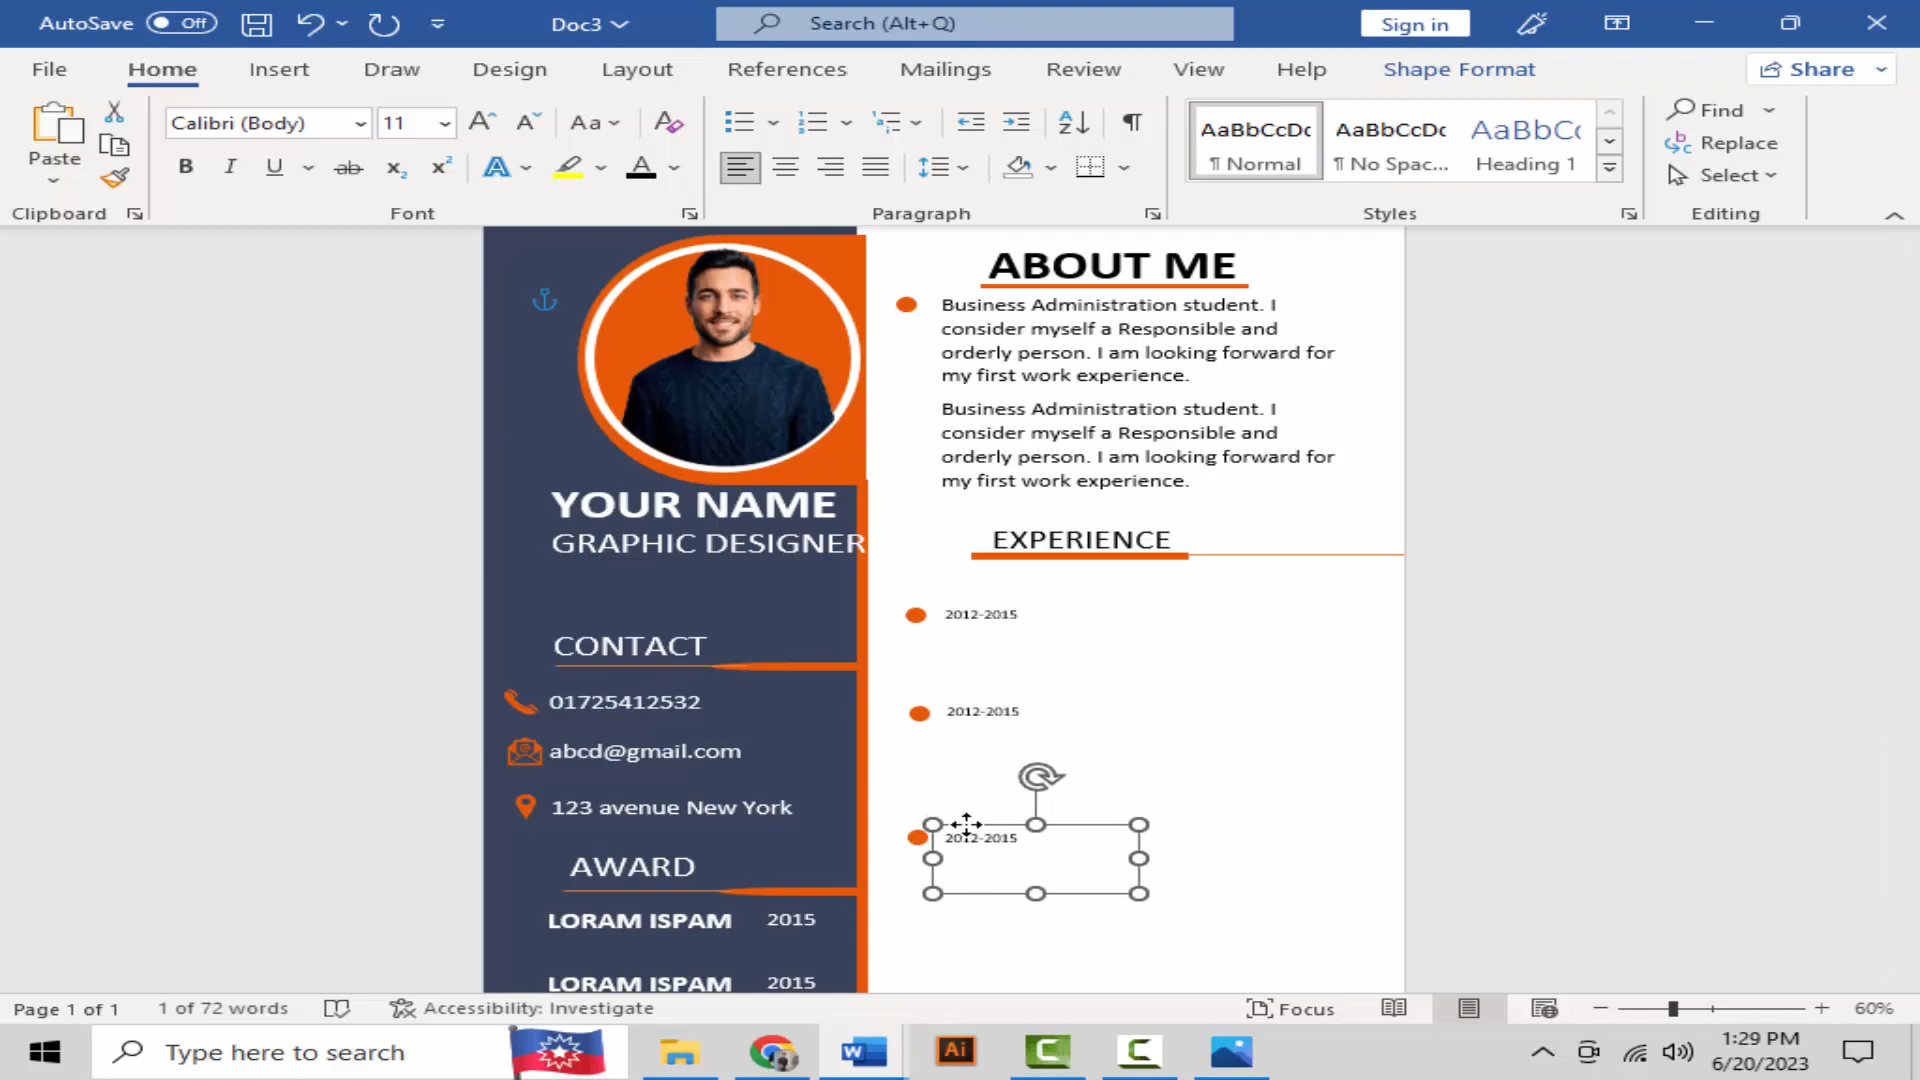 AutoSave Off Doc3 Search (Alt+Q) Sign in
File Home Insert Draw Design Layout References Mailings Review View Help Shape Format Share
Paste Calibri (Body) 11 A A Aa A AaBbCcDc AaBbCcDc AaBbC Find
B I U ab x2 x2 A A ¶ Normal ¶ No Spac... Heading 1 Replace
Select
Clipboard Font Paragraph Styles Editing
YOUR NAME
GRAPHIC DESIGNER
CONTACT
01725412532
abcd@gmail.com
123 avenue New York
AWARD
LORAM ISPAM 2015
LORAM ISPAM 2015
ABOUT ME
Business Administration student. I
consider myself a Responsible and
orderly person. I am looking forward for
my first work experience.
Business Administration student. I
consider myself a Responsible and
orderly person. I am looking forward for
my first work experience.
EXPERIENCE
2012-2015
2012-2015
2012-2015
Page 1 of 1 1 of 72 words Accessibility: Investigate Focus 60%
Type here to search Ai 1:29 PM
6/20/2023